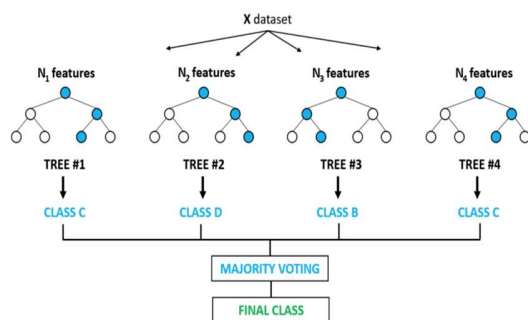 X dataset
N₁ features N₂ features N₃ features N₄ features
TREE #1 TREE #2 TREE #3 TREE #4
CLASS C CLASS D CLASS B CLASS C
MAJORITY VOTING
FINAL CLASS